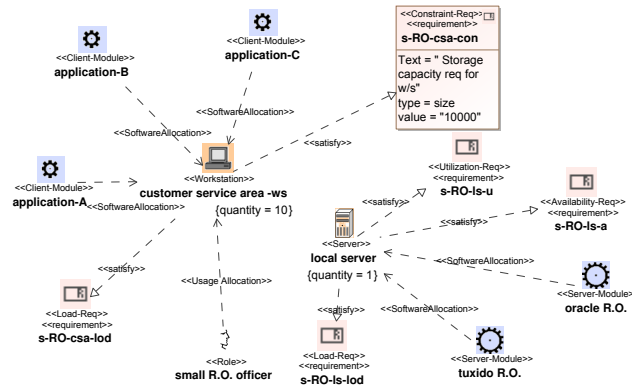 <<Client-Module>>
application-B
<<Client-Module>>
application-C
<<Constraint-Req>>
<<requirement>>
s-RO-csa-con
Text = " Storage
capacity req for
w/s"
type = size
value = "10000"
<<SoftwareAllocation>>
<<SoftwareAllocation>>
<<satisfy>>
<<Client-Module>>
application-A
<<SoftwareAllocation>>
<<Workstation>>
customer service area -ws
{quantity = 10}
<<Utilization-Req>>
<<requirement>>
s-RO-ls-u
<<satisfy>>
<<Availability-Req>>
<<requirement>>
s-RO-ls-a
<<satisfy>>
<<Server>>
local server
{quantity = 1}
<<SoftwareAllocation>>
<<satisfy>>
<<Usage Allocation>>
<<Server-Module>>
oracle R.O.
<<Load-Req>>
<<requirement>>
s-RO-csa-lod
<<satisfy>>
<<SoftwareAllocation>>
<<Role>>
small R.O. officer
<<Load-Req>>
<<requirement>>
s-RO-ls-lod
<<Server-Module>>
tuxido R.O.